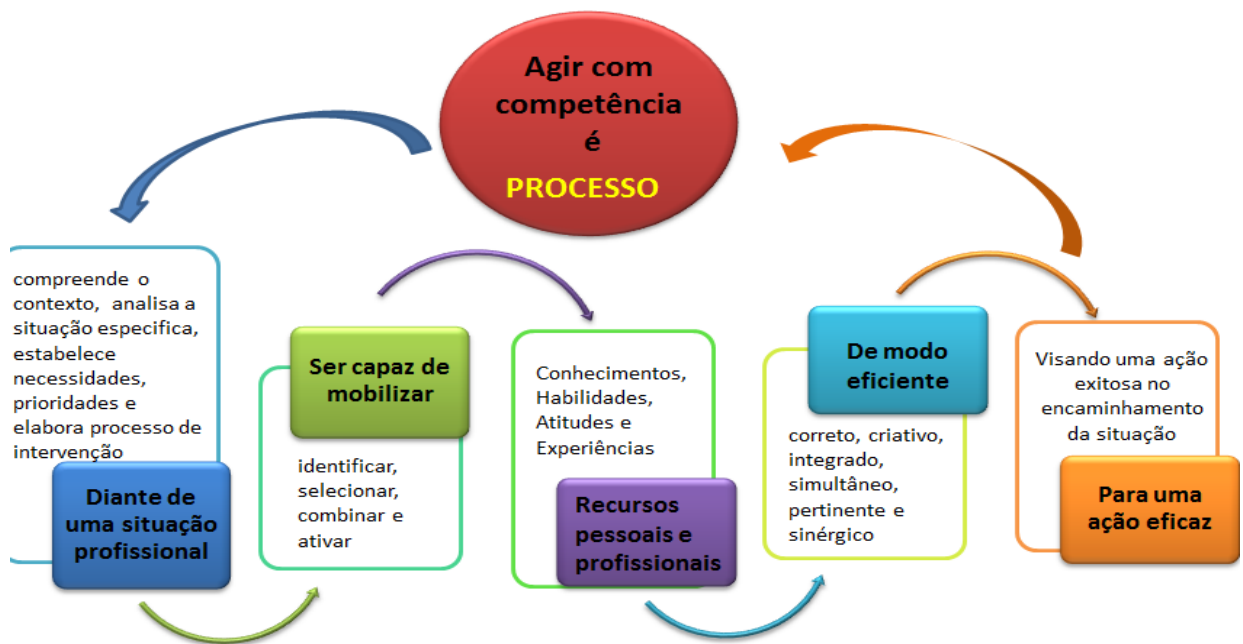 Agir com
competência
é
PROCESSO
compreende o
contexto, analisa a
situação especifica,
estabelece
necessidades,
prioridades e
elabora processo de
intervenção
Diante de
uma situação
profissional
Ser capaz de
mobilizar
identificar,
selecionar,
combinar e
ativar
Conhecimentos,
Habilidades,
Atitudes e
Experiências
Recursos
pessoais e
profissionais
De modo
eficiente
correto, criativo,
integrado,
simultâneo,
pertinente e
sinérgico
Visando uma ação
exitosa no
encaminhamento
da situação
Para uma
ação eficaz